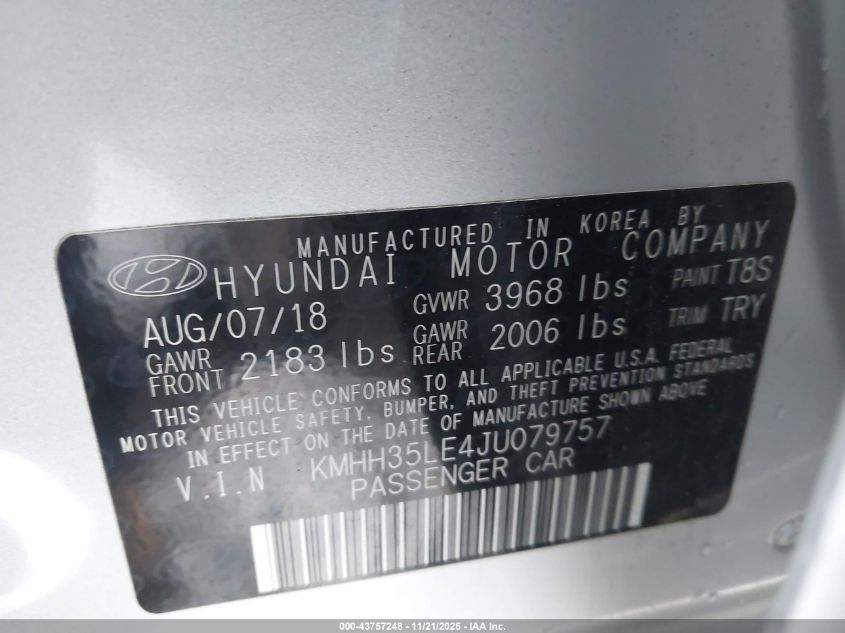 MANUFACTURED IN KOREA BY
HYUNDAI MOTOR COMPANY
AUG/07/18 GVWR 3968 lbs PAINT T8S
GAWR FRONT 2183 lbs GAWR REAR 2006 lbs TRIM TRY
THIS VEHICLE CONFORMS TO ALL APPLICABLE U.S.A. FEDERAL
MOTOR VEHICLE SAFETY, BUMPER, AND THEFT PREVENTION STANDARDS
IN EFFECT ON THE DATE OF MANUFACTURE SHOWN ABOVE
V.I.N KMHH35LE4JU079757
PASSENGER CAR
000-43757248 - 11/21/2025 - IAA Inc.